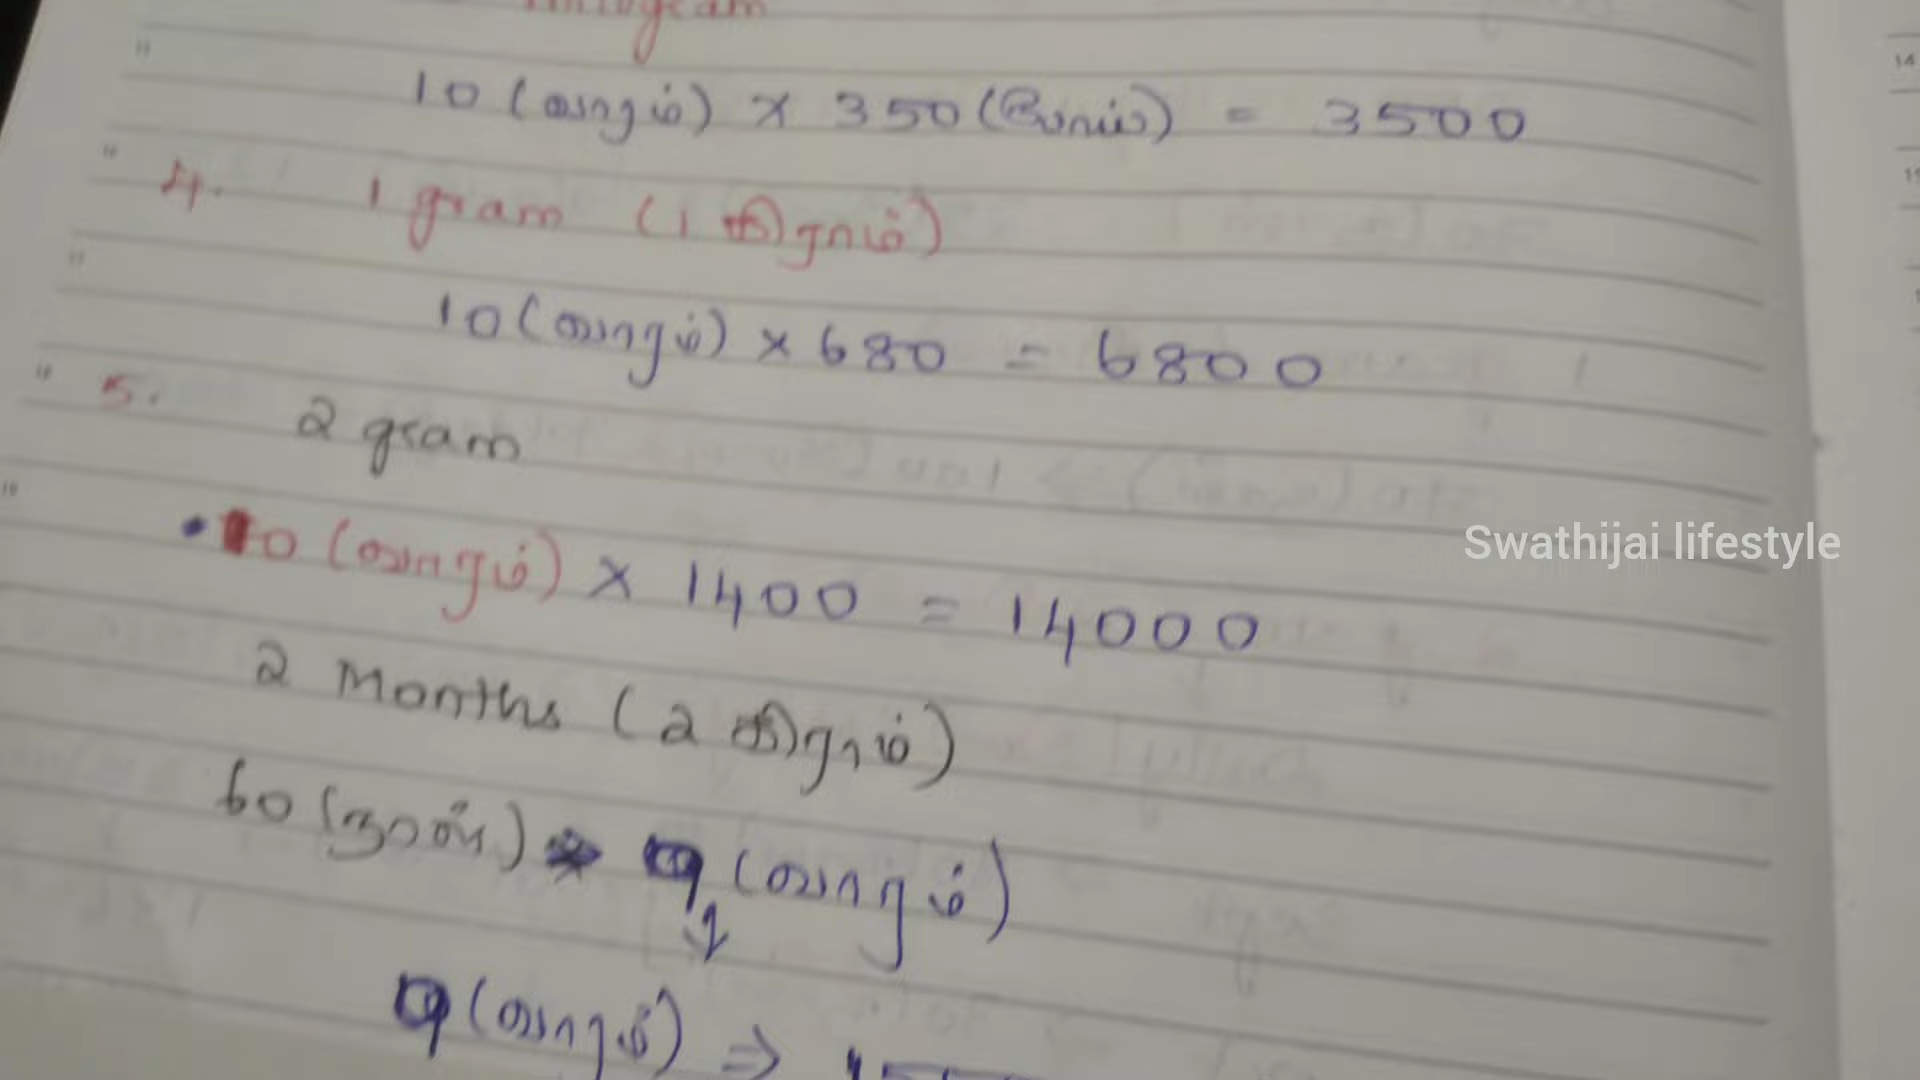 10 (வாரம்) × 350 (ரூபாய்) = 3500
4. 1 gram (1 கிராம்)
10 (வாரம்) × 680 = 6800
5. 2 gram
10 (வாரம்) × 1400 = 14000
Swathijai lifestyle
2 Months (2 கிராம்)
60 (நாள்)
9 (வாரம்)
9 (வாரம்) ⇒